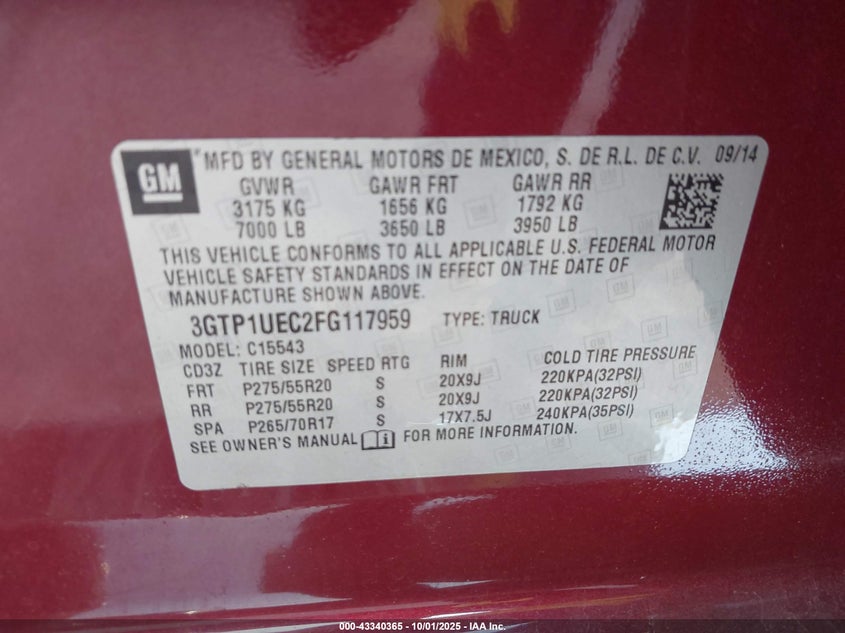 GM
MFD BY GENERAL MOTORS DE MEXICO, S. DE R.L. DE C.V. 09/14
GVWR GAWR FRT GAWR RR
3175 KG 1656 KG 1792 KG
7000 LB 3650 LB 3950 LB
THIS VEHICLE CONFORMS TO ALL APPLICABLE U.S. FEDERAL MOTOR
VEHICLE SAFETY STANDARDS IN EFFECT ON THE DATE OF
MANUFACTURE SHOWN ABOVE.
3GTP1UEC2FG117959 TYPE: TRUCK
MODEL: C15543
CD3Z TIRE SIZE SPEED RTG RIM COLD TIRE PRESSURE
FRT P275/55R20 S 20X9J 220KPA(32PSI)
RR P275/55R20 S 20X9J 220KPA(32PSI)
SPA P265/70R17 S 17X7.5J 240KPA(35PSI)
SEE OWNER'S MANUAL FOR MORE INFORMATION.
000-43340365 - 10/01/2025 - IAA Inc.